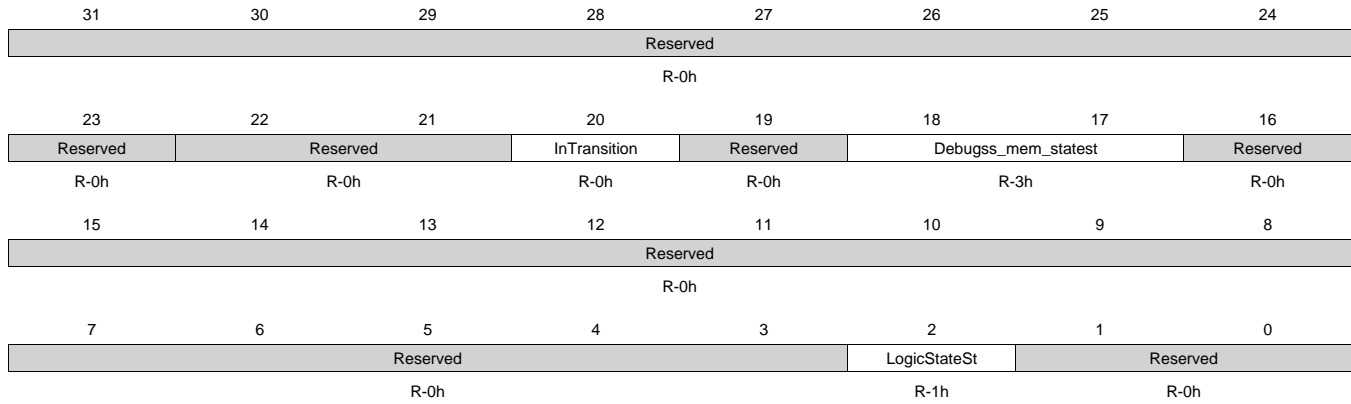 31 30 29 28 27 26 25 24
Reserved
R-0h
23 22 21 20 19 18 17 16
Reserved Reserved InTransition Reserved Debugss_mem_statest Reserved
R-0h R-0h R-0h R-0h R-3h R-0h
15 14 13 12 11 10 9 8
Reserved
R-0h
7 6 5 4 3 2 1 0
Reserved LogicStateSt Reserved
R-0h R-1h R-0h